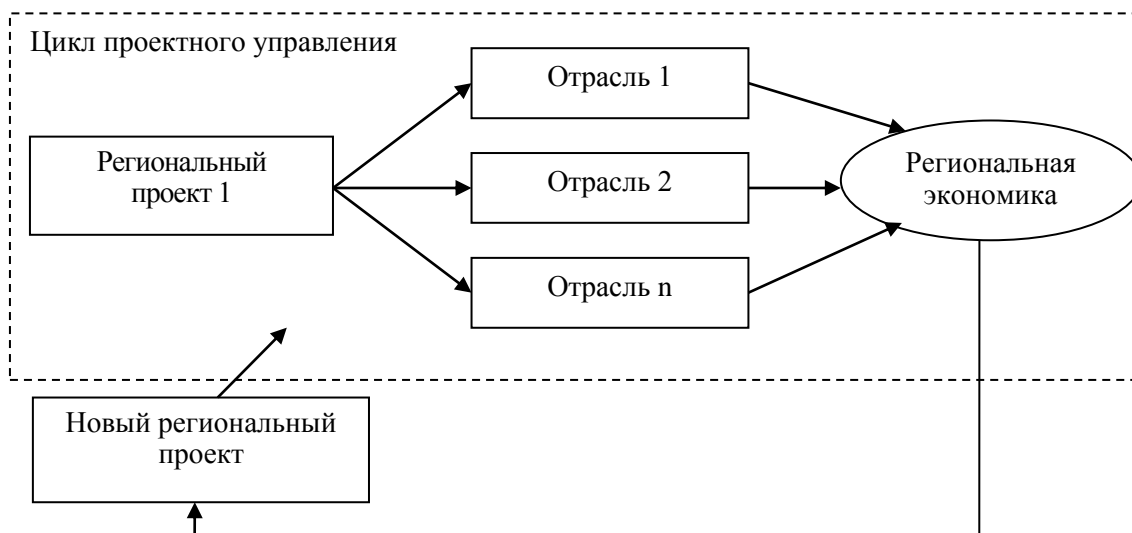 Цикл проектного управления
Отрасль 1
Региональный
проект 1
Отрасль 2
Региональная
экономика
Отрасль n
Новый региональный
проект